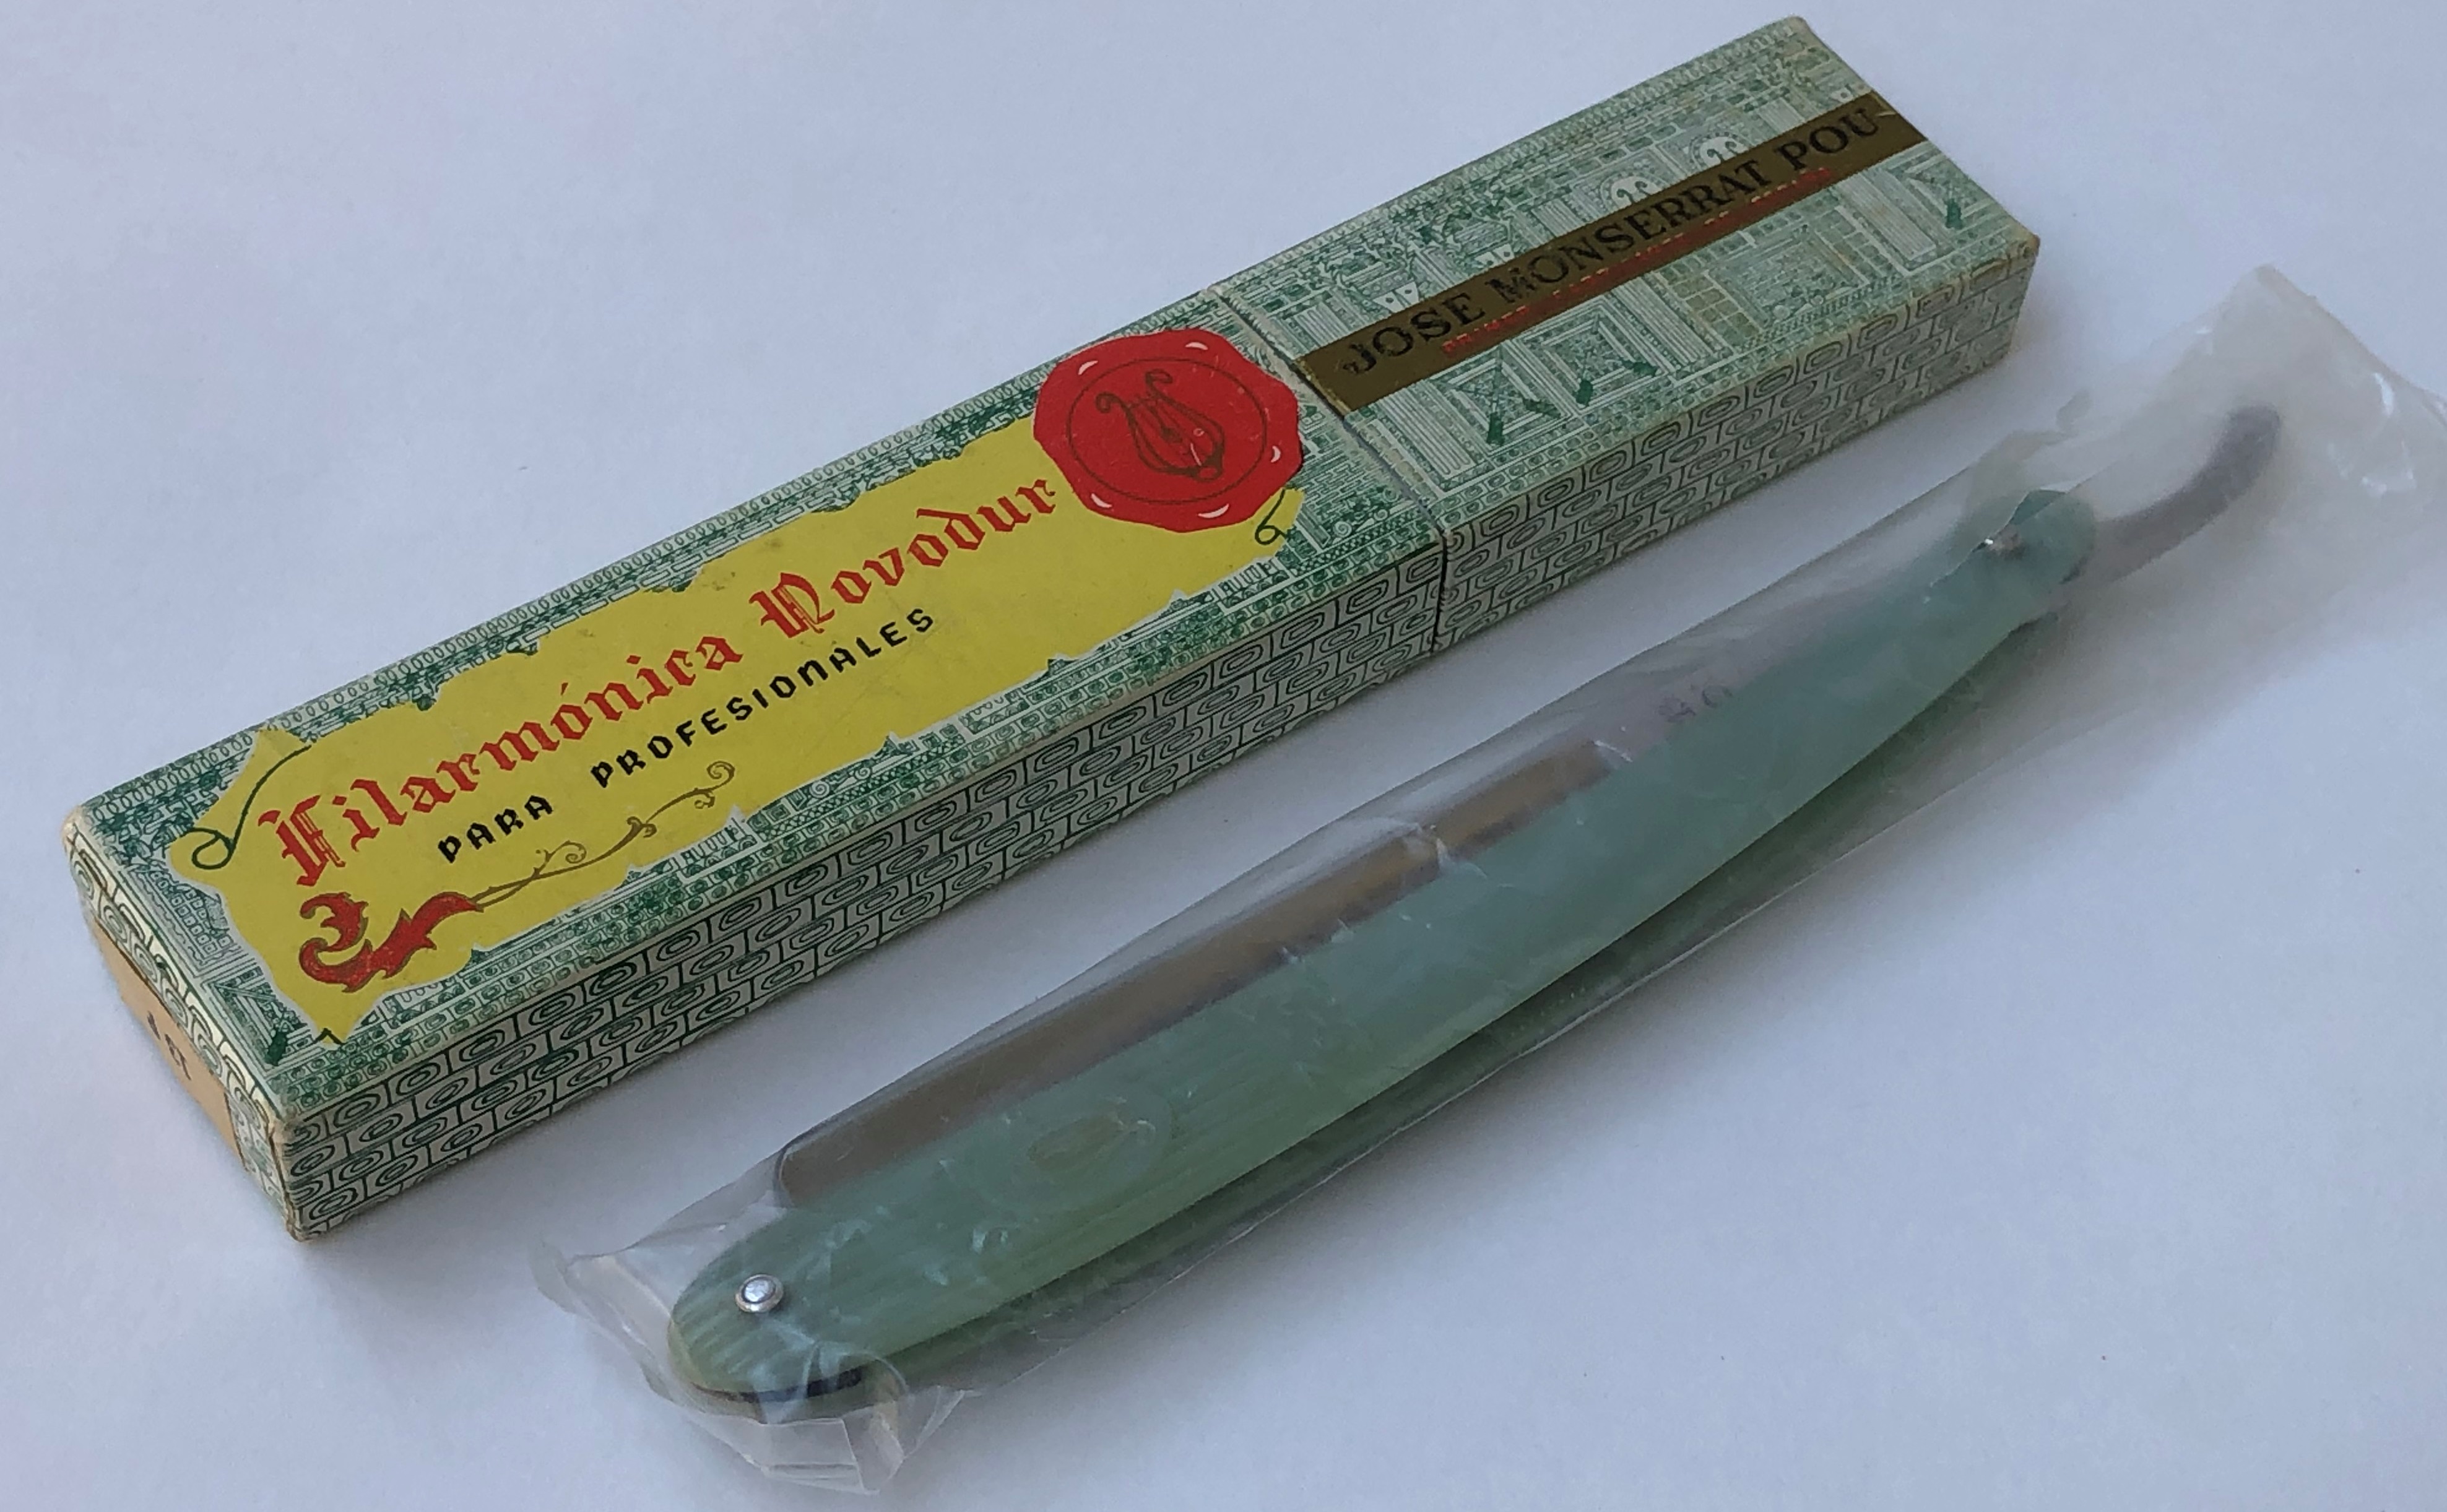 Filarmónica Novodur
PARA PROFESIONALES
JOSE MONSERRAT POU